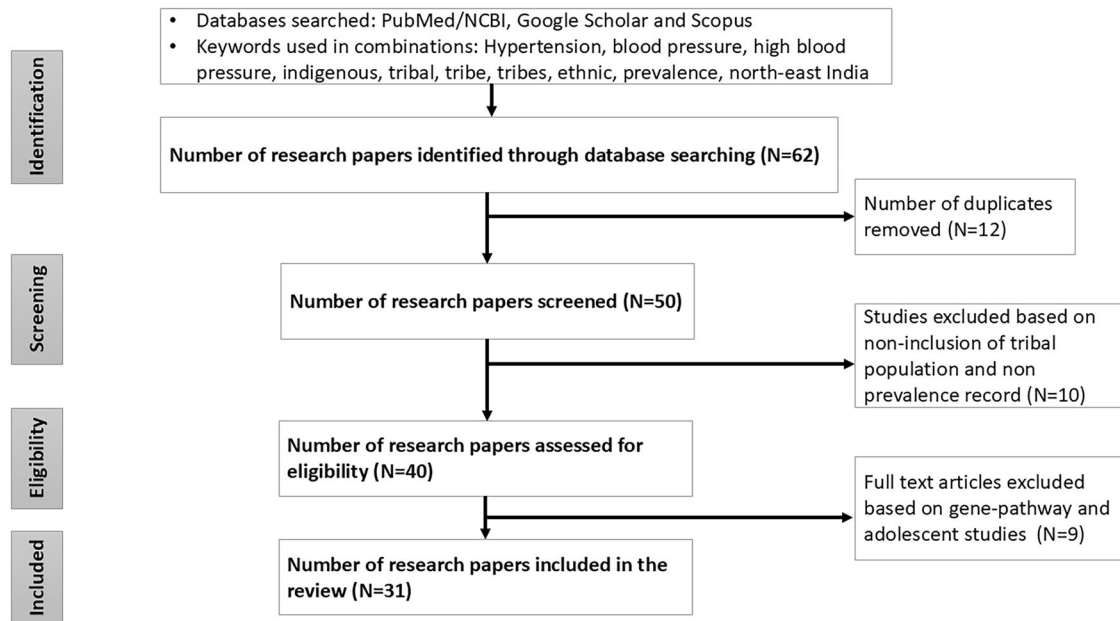 • Databases searched: PubMed/NCBI, Google Scholar and Scopus
• Keywords used in combinations: Hypertension, blood pressure, high blood
pressure, indigenous, tribal, tribe, tribes, ethnic, prevalence, north-east India
Identification
Number of research papers identified through database searching (N=62)
Number of duplicates
removed (N=12)
Screening
Number of research papers screened (N=50)
Studies excluded based on
non-inclusion of tribal
population and non
prevalence record (N=10)
Eligibility
Number of research papers assessed for
eligibility (N=40)
Full text articles excluded
based on gene-pathway and
adolescent studies (N=9)
Included
Number of research papers included in the
review (N=31)